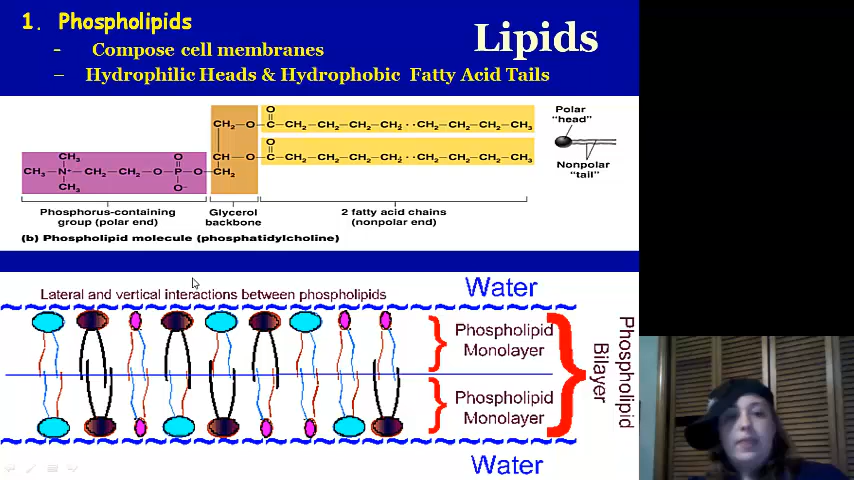 1. Phospholipids
Lipids
- Compose cell membranes
– Hydrophilic Heads & Hydrophobic Fatty Acid Tails
O
CH2 O C CH2 CH2 CH2 CH2 ·· CH2 CH2 CH2 CH3
Polar
"head"
O
CH O C CH2 CH2 CH2 CH2 ·· CH2 CH2 CH2 CH3
Nonpolar
"tail"
CH3 O
CH3 N+ CH2 CH2 O P O CH2
CH3 O−
Phosphorus-containing
group (polar end)
Glycerol
backbone
2 fatty acid chains
(nonpolar end)
(b) Phospholipid molecule (phosphatidylcholine)
Lateral and vertical interactions between phospholipids
Water
Phospholipid
Monolayer
Phospholipid
Monolayer
Phospholipid
Bilayer
Water